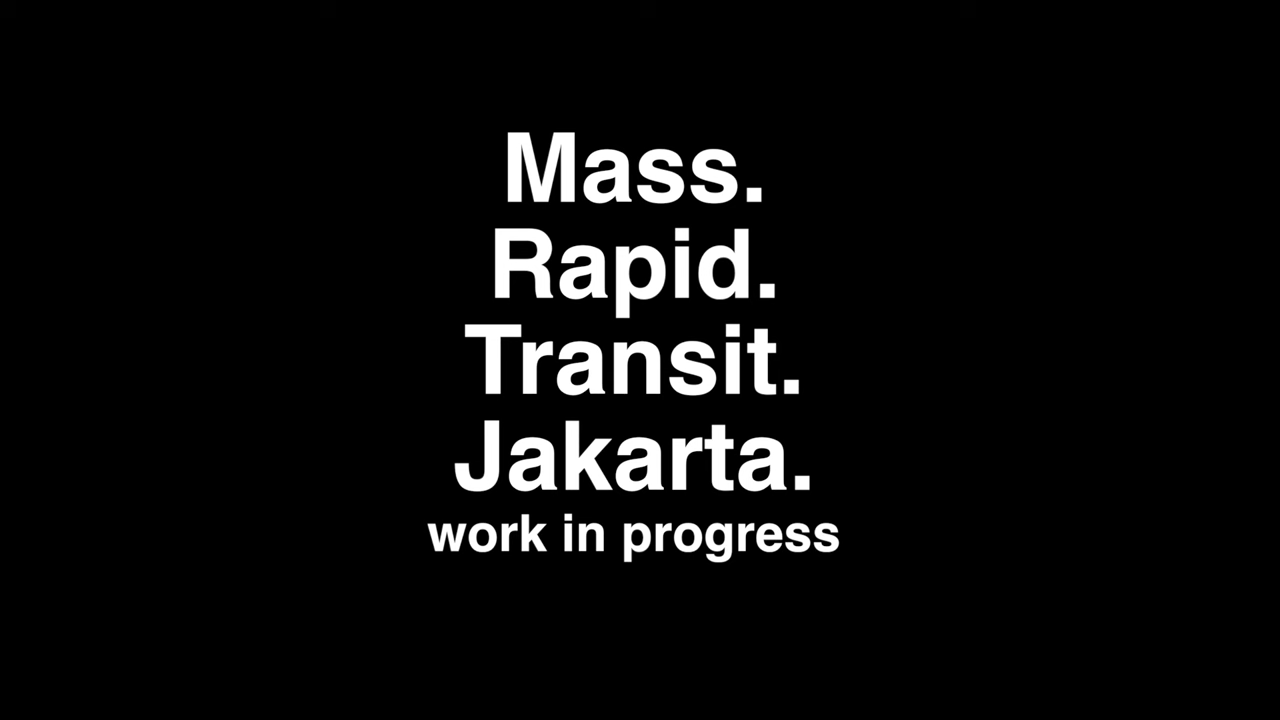 Mass.
Rapid.
Transit.
Jakarta.
work in progress